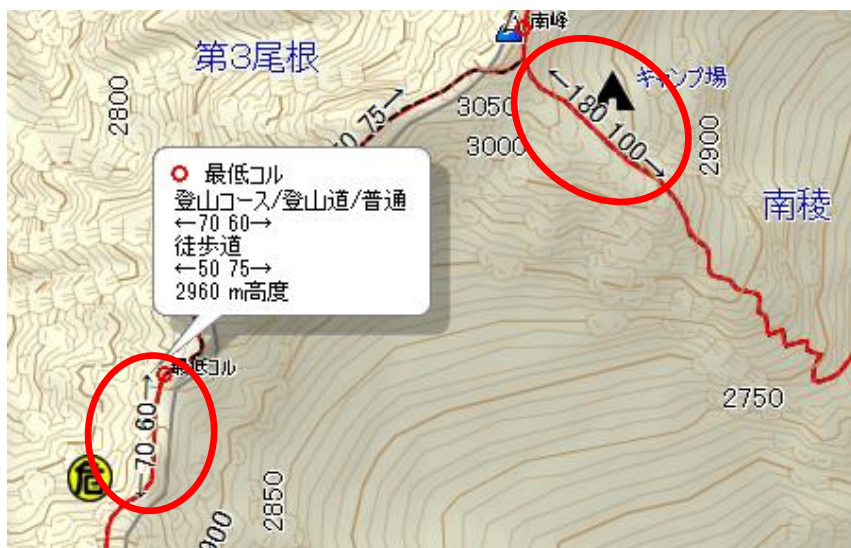 南峰
第3尾根
キャンプ場
2800
75→
3050
←180 100→
2900
3000
最低コル
登山コース/登山道/普通
←70 60→
徒歩道
←50 75→
2960 m高度
南稜
最低コル
2750
←70 60→
危
2850
900